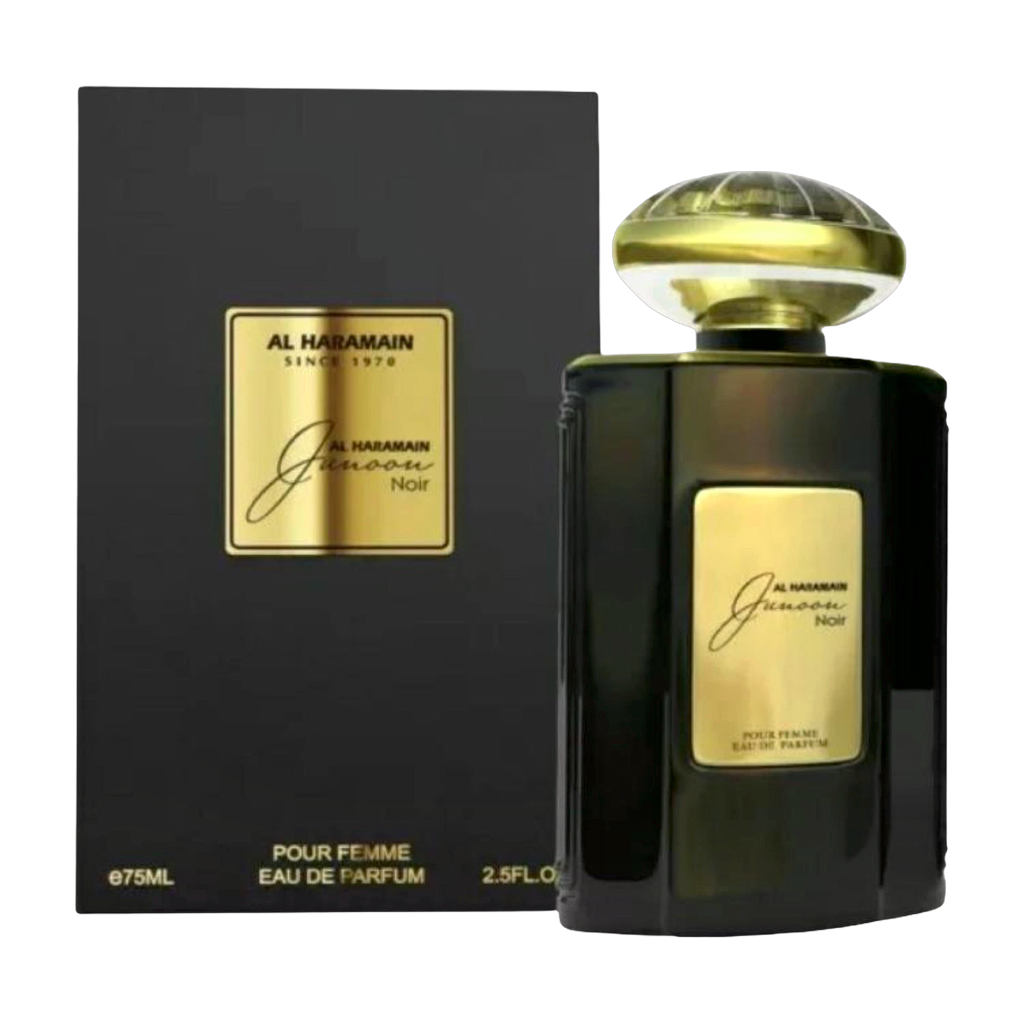 AL HARAMAIN
SINCE 1970
AL HARAMAIN
Junoon
Noir
POUR FEMME
EAU DE PARFUM
℮75ML
2.5FL.O
AL HARAMAIN
Junoon
Noir
POUR FEMME
EAU DE PARFUM